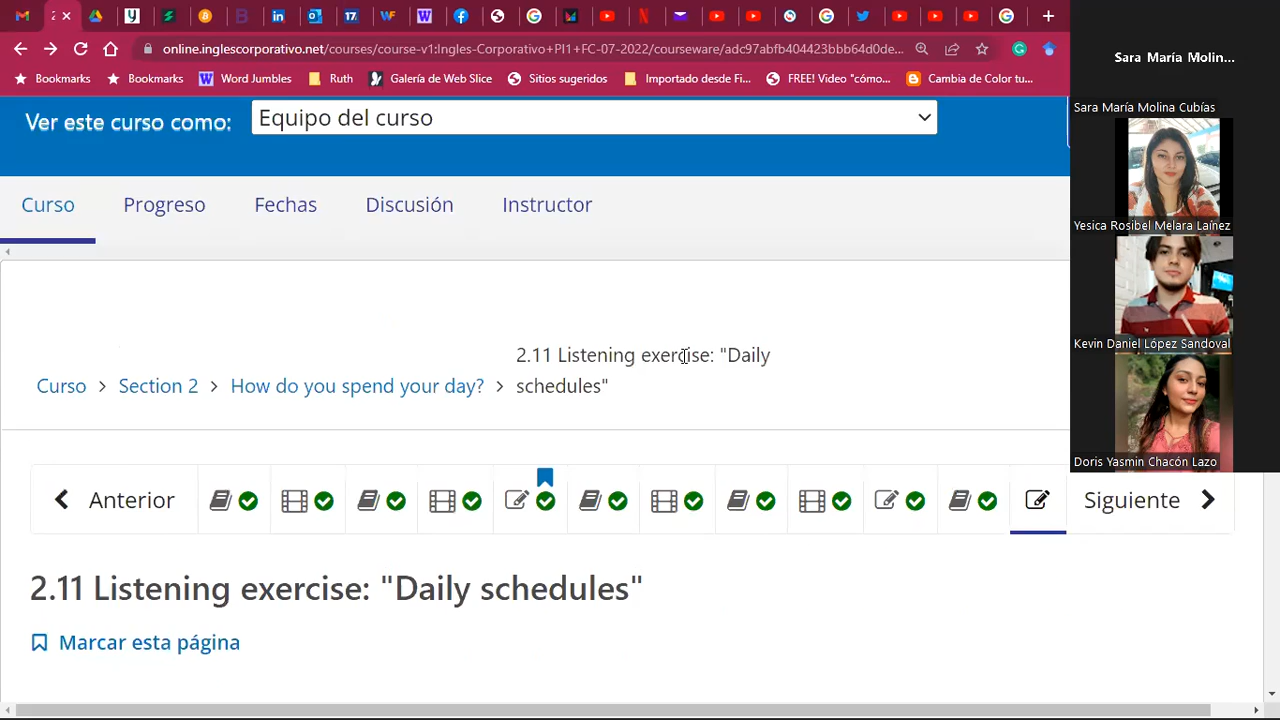 2
17
online.inglescorporativo.net/courses/course-v1:Ingles-Corporativo+PI1+FC-07-2022/courseware/adc97abfb404423bbb64d0de...
Bookmarks
Bookmarks
Word Jumbles
Ruth
Galería de Web Slice
Sitios sugeridos
Importado desde Fi...
FREE! Video "cómo...
Cambia de Color tu...
Ver este curso como:
Equipo del curso
Curso
Progreso
Fechas
Discusión
Instructor
Curso > Section 2 > How do you spend your day? > 2.11 Listening exercise: "Daily
schedules"
Anterior
Siguiente
2.11 Listening exercise: "Daily schedules"
Marcar esta página
Sara María Molin...
Sara María Molina Cubías
Yesica Rosibel Melara Laínez
Kevin Daniel López Sandoval
Doris Yasmin Chacón Lazo